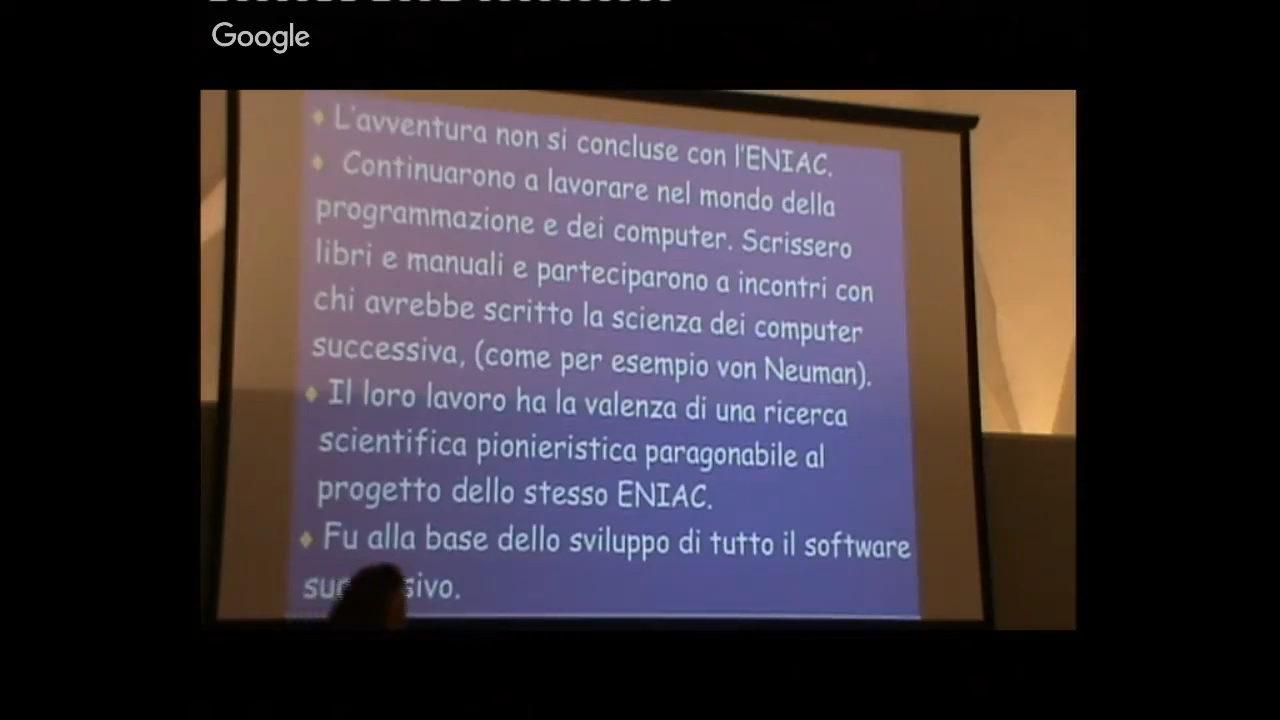 Google
L'avventura non si concluse con l'ENIAC.
Continuarono a lavorare nel mondo della
programmazione e dei computer. Scrissero
libri e manuali e parteciparono a incontri con
chi avrebbe scritto la scienza dei computer
successiva, (come per esempio von Neuman).
Il loro lavoro ha la valenza di una ricerca
scientifica pionieristica paragonabile al
progetto dello stesso ENIAC.
Fu alla base dello sviluppo di tutto il software